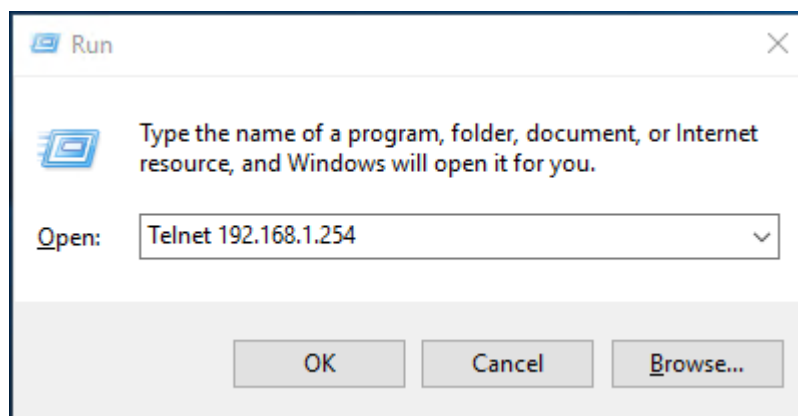 Run
Type the name of a program, folder, document, or Internet
resource, and Windows will open it for you.
Open: Telnet 192.168.1.254
OK Cancel Browse...